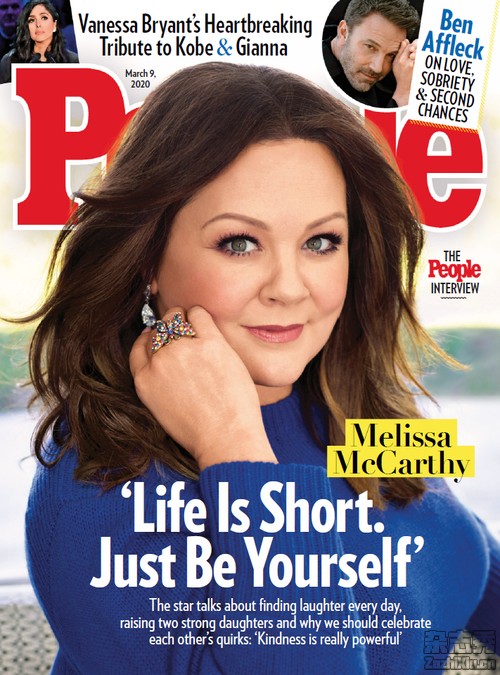 Vanessa Bryant's Heartbreaking
Tribute to Kobe & Gianna
Ben
Affleck
ON LOVE,
SOBRIETY
& SECOND
CHANCES
March 9,
2020
People
THE
People
INTERVIEW
Melissa
McCarthy
‘Life Is Short.
Just Be Yourself’
The star talks about finding laughter every day,
raising two strong daughters and why we should celebrate
each other's quirks: ‘Kindness is really powerful’